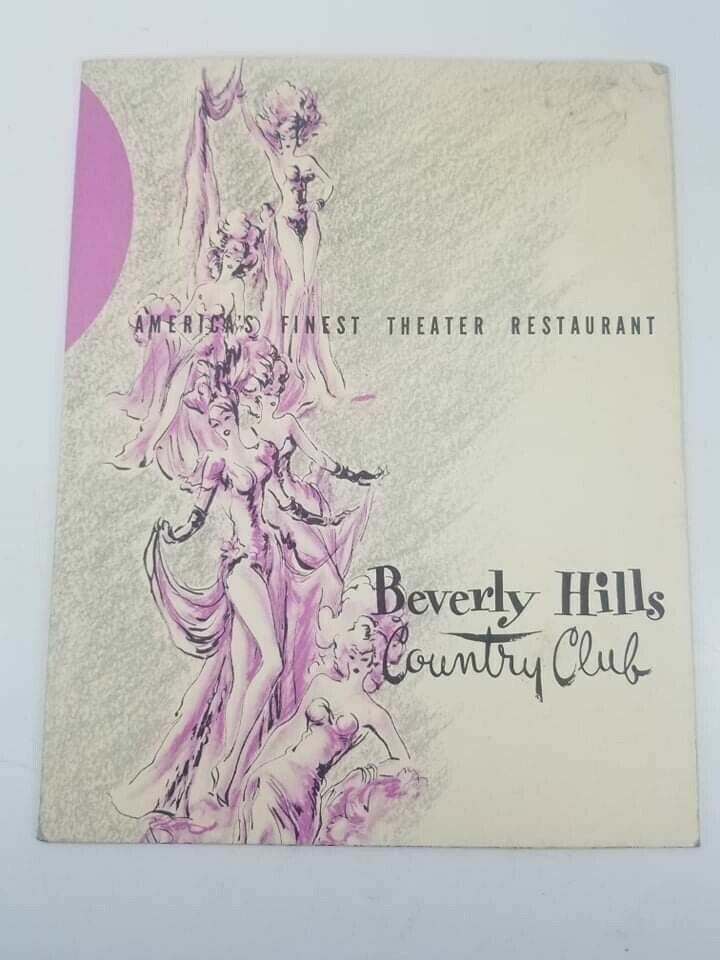 AMERICA'S FINEST THEATER RESTAURANT
Beverly Hills
Country Club